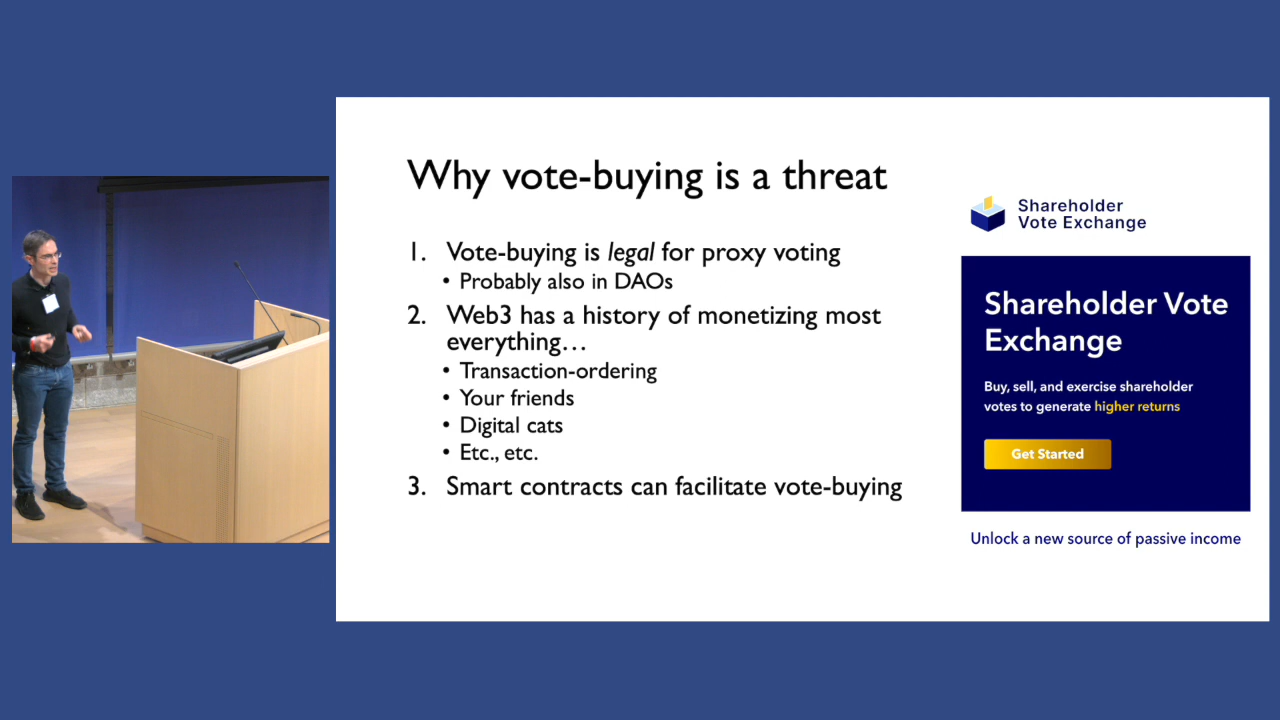 Why vote-buying is a threat
1. Vote-buying is legal for proxy voting
• Probably also in DAOs
2. Web3 has a history of monetizing most
everything…
• Transaction-ordering
• Your friends
• Digital cats
• Etc., etc.
3. Smart contracts can facilitate vote-buying
Shareholder
Vote Exchange
Shareholder Vote
Exchange
Buy, sell, and exercise shareholder
votes to generate higher returns
Get Started
Unlock a new source of passive income